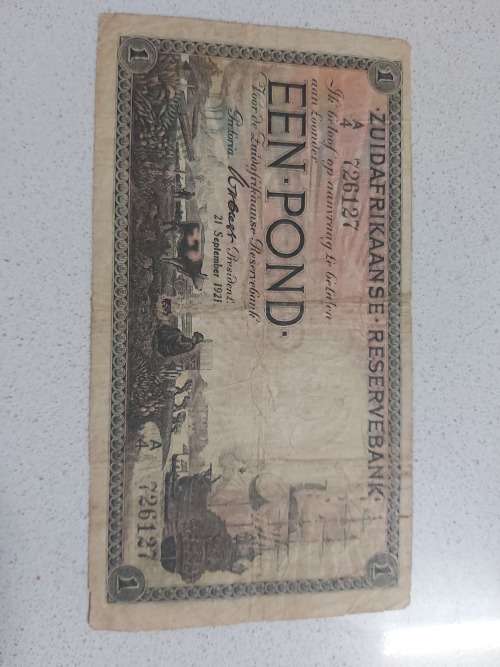 1
1
ZUIDAFRIKAANSE · RESERVEBANK
A/4 726127
Ik beloof op aanvraag te betalen
aan toonder
EEN · POND ·
Voor de Zuidafrikaanse Reservebank
Pretoria
President.
21 September 1921
A/4 726127
1
1